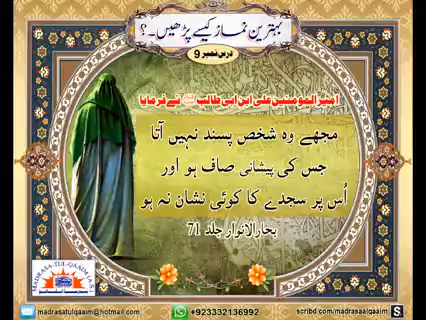 بہترین نماز کیسے پڑھیں۔؟
درس نمبر 9
امیر المومنین علی ابن ابی طالب نے فرمایا
مجھے وہ شخص پسند نہیں آتا
جس کی پیشانی صاف ہو اور
اُس پر سجدے کا کوئی نشان نہ ہو
بحار الانوار جلد 71
MADRASA-TUL-QAAIM
madrasatulqaaim@hotmail.com
+923332136992
scribd.com/madrasaalqaaim